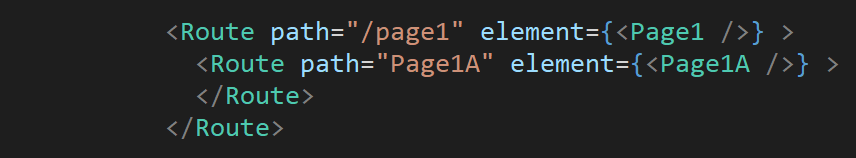 <Route path="/page1" element={<Page1 />} >
<Route path="Page1A" element={<Page1A />} >
</Route>
</Route>